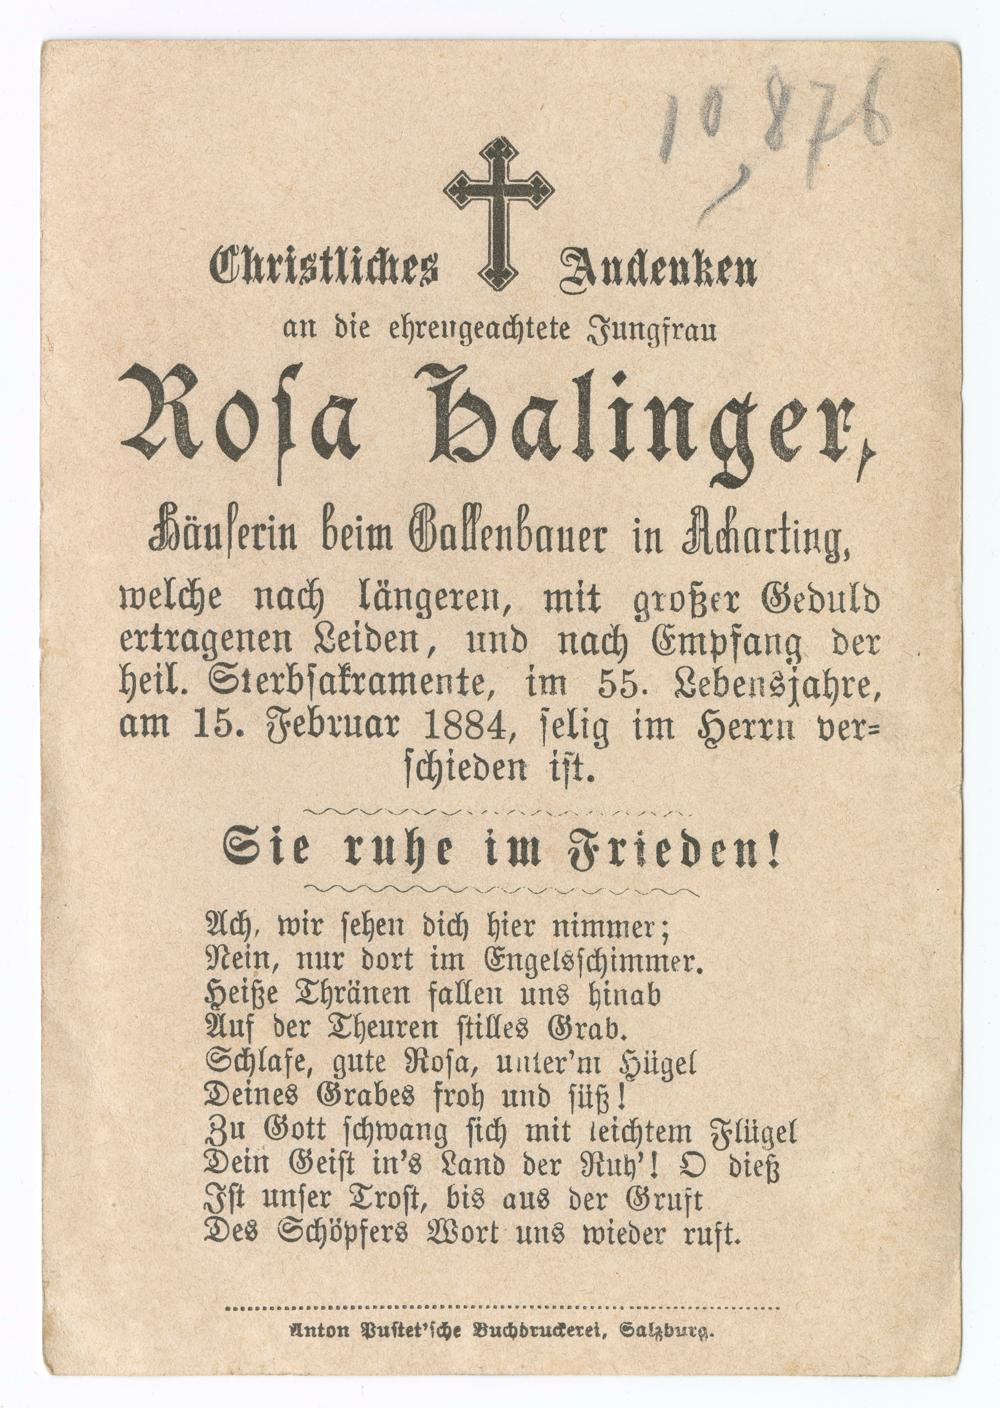 10,876
Christliches Andenken
an die ehrengeachtete Jungfrau
Rosa Halinger,
Häuserin beim Gallenbauer in Acharting,
welche nach längeren, mit großer Geduld
ertragenen Leiden, und nach Empfang der
heil. Sterbsakramente, im 55. Lebensjahre,
am 15. Februar 1884, selig im Herrn ver-
schieden ist.
Sie ruhe im Frieden!
Ach, wir sehen dich hier nimmer;
Nein, nur dort im Engelsschimmer.
Heiße Thränen fallen uns hinab
Auf der Theuren stilles Grab.
Schlafe, gute Rosa, unter'm Hügel
Deines Grabes froh und süß!
Zu Gott schwang sich mit leichtem Flügel
Dein Geist in's Land der Ruh'! O dieß
Ist unser Trost, bis aus der Gruft
Des Schöpfers Wort uns wieder ruft.
Anton Pustet'sche Buchdruckerei, Salzburg.